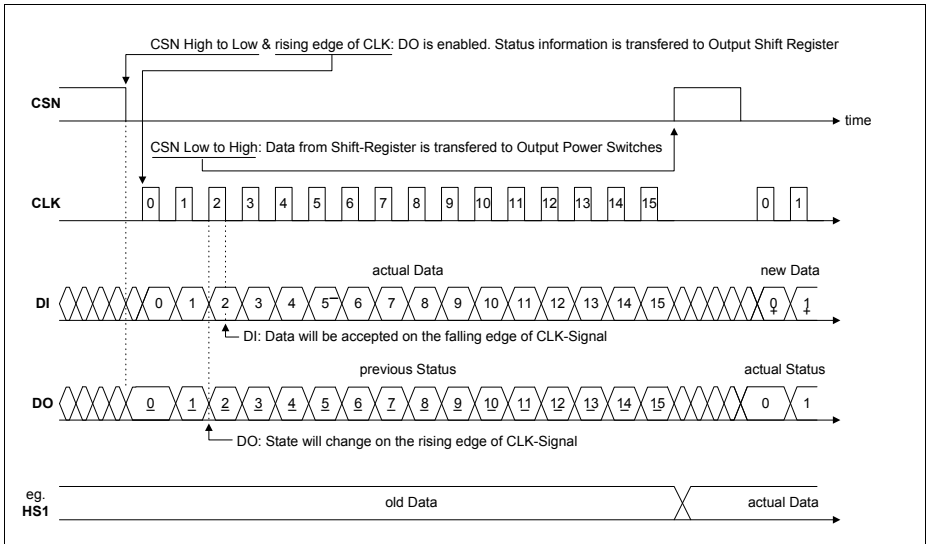 CSN High to Low & rising edge of CLK: DO is enabled. Status information is transfered to Output Shift Register
CSN
time
CSN Low to High: Data from Shift-Register is transfered to Output Power Switches
CLK 0 1 2 3 4 5 6 7 8 9 10 11 12 13 14 15 0 1
actual Data new Data
DI 0 1 2 3 4 5 6 7 8 9 10 11 12 13 14 15 0 1
DI: Data will be accepted on the falling edge of CLK-Signal
previous Status actual Status
DO 0 1 2 3 4 5 6 7 8 9 10 11 12 13 14 15 0 1
DO: State will change on the rising edge of CLK-Signal
eg.
HS1 old Data actual Data